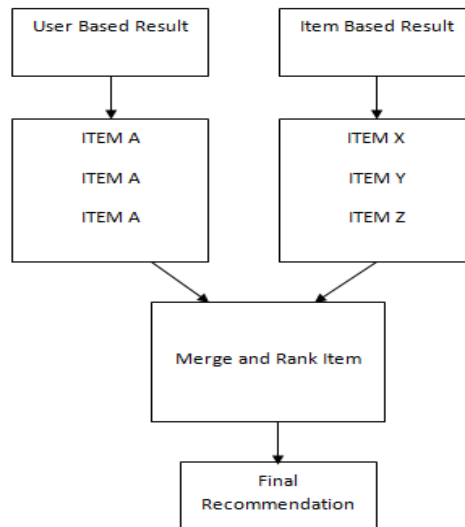 User Based Result
Item Based Result
ITEM A
ITEM A
ITEM A
ITEM X
ITEM Y
ITEM Z
Merge and Rank Item
Final
Recommendation